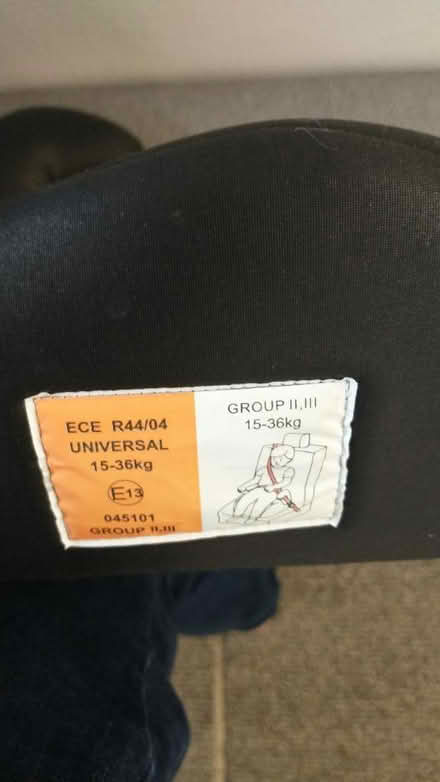 ECE R44/04
UNIVERSAL
15-36kg
E13
045101
GROUP II,III
GROUP II,III
15-36kg